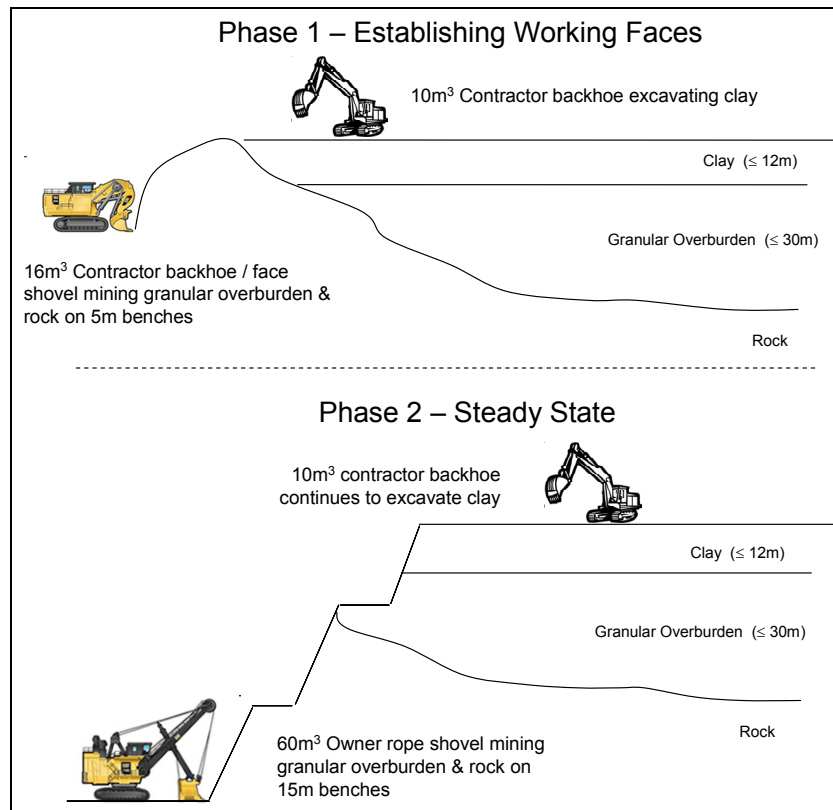 Phase 1 – Establishing Working Faces
10m³ Contractor backhoe excavating clay
Clay (≤ 12m)
Granular Overburden (≤ 30m)
16m³ Contractor backhoe / face
shovel mining granular overburden &
rock on 5m benches
Rock
Phase 2 – Steady State
10m³ contractor backhoe
continues to excavate clay
Clay (≤ 12m)
Granular Overburden (≤ 30m)
Rock
60m³ Owner rope shovel mining
granular overburden & rock on
15m benches